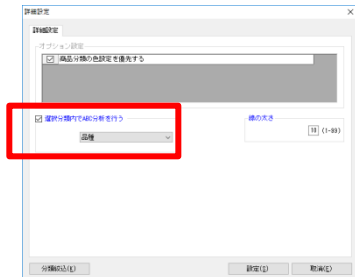 詳細設定
詳細設定
オプション設定
商品分類の色設定を優先する
選択分類内でABC分析を行う
品種
線の太さ
10 (1-99)
分類絞込(K)
設定(S)
取消(C)